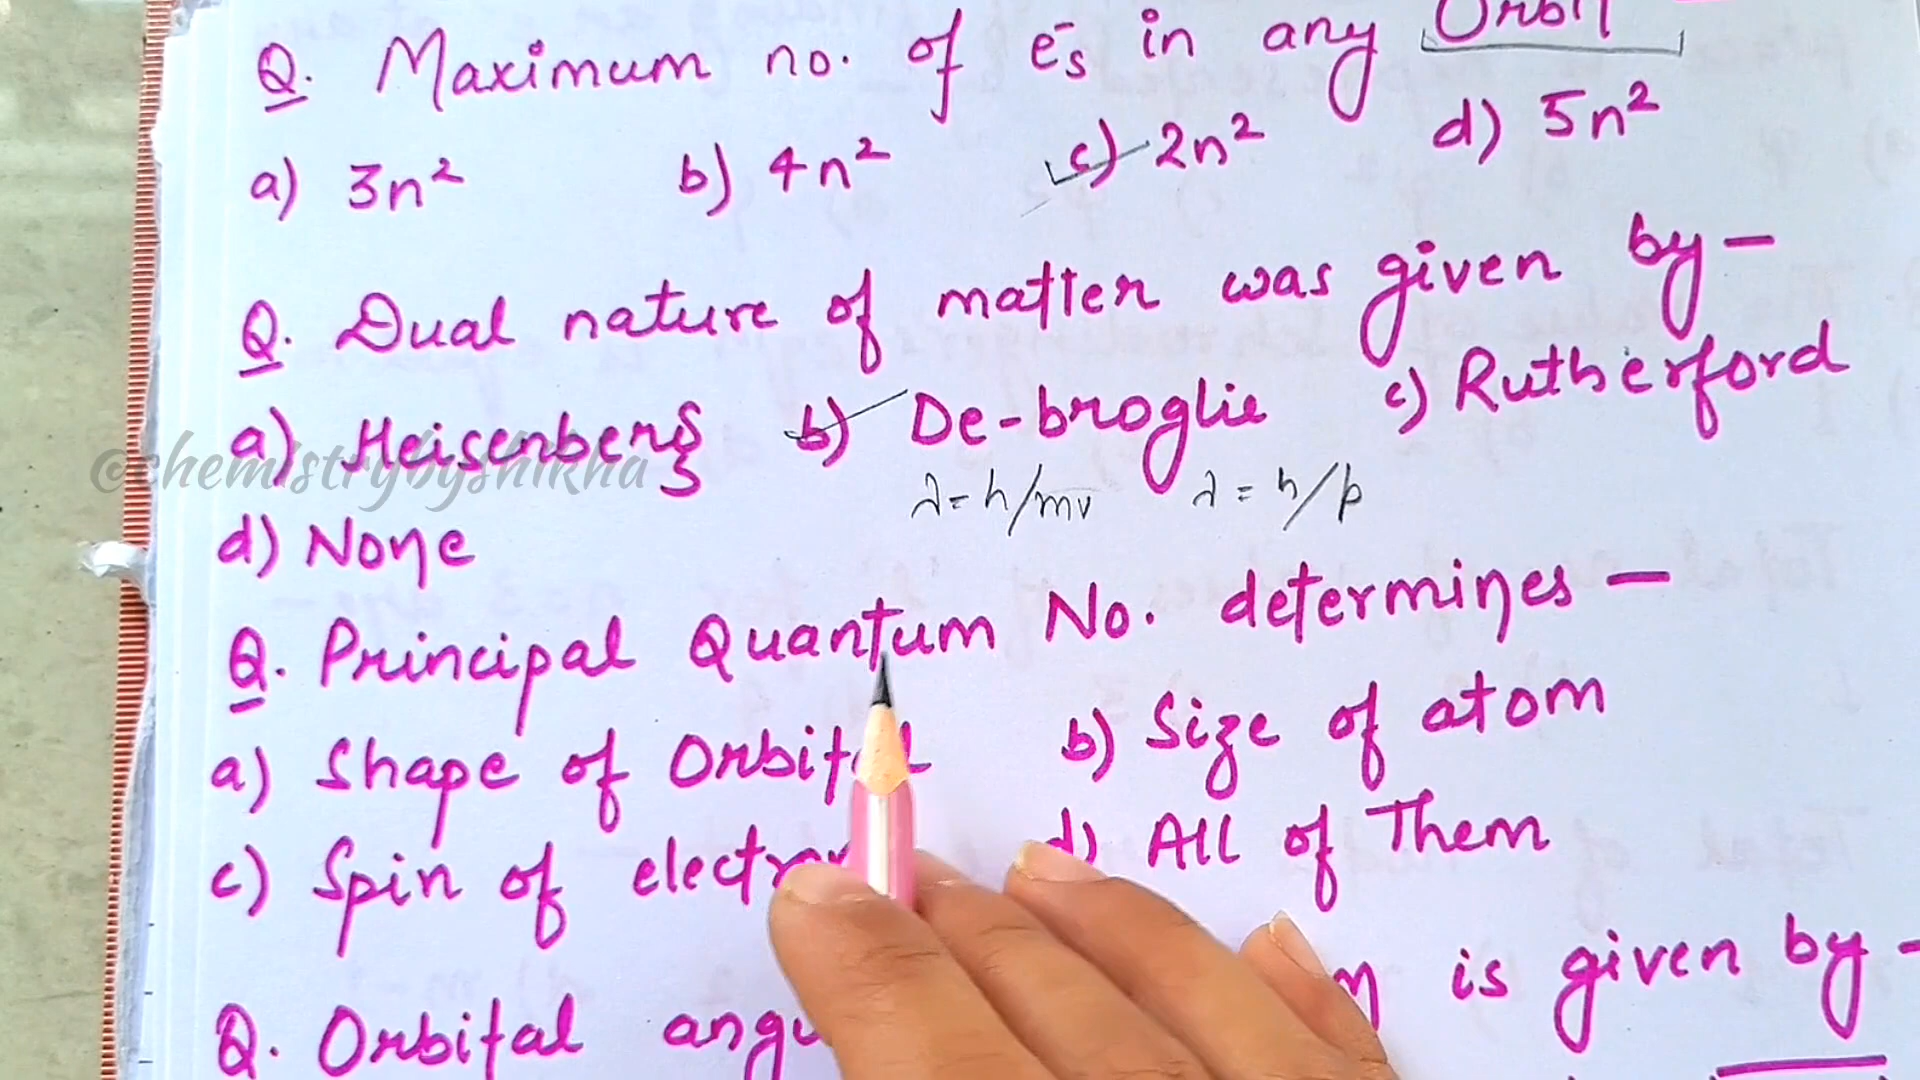 Q. Maximum no. of e⁻s in any Orbit
a) 3n² b) 4n² c) 2n² d) 5n²
Q. Dual nature of matter was given by-
a) Heisenberg b) De-broglie c) Rutherford
@chemistrybyshikha
λ=h/mv λ=h/p
d) None
Q. Principal Quantum No. determines -
a) Shape of Orbital b) Size of atom
c) Spin of electron d) All of Them
Q. Orbital is given by-